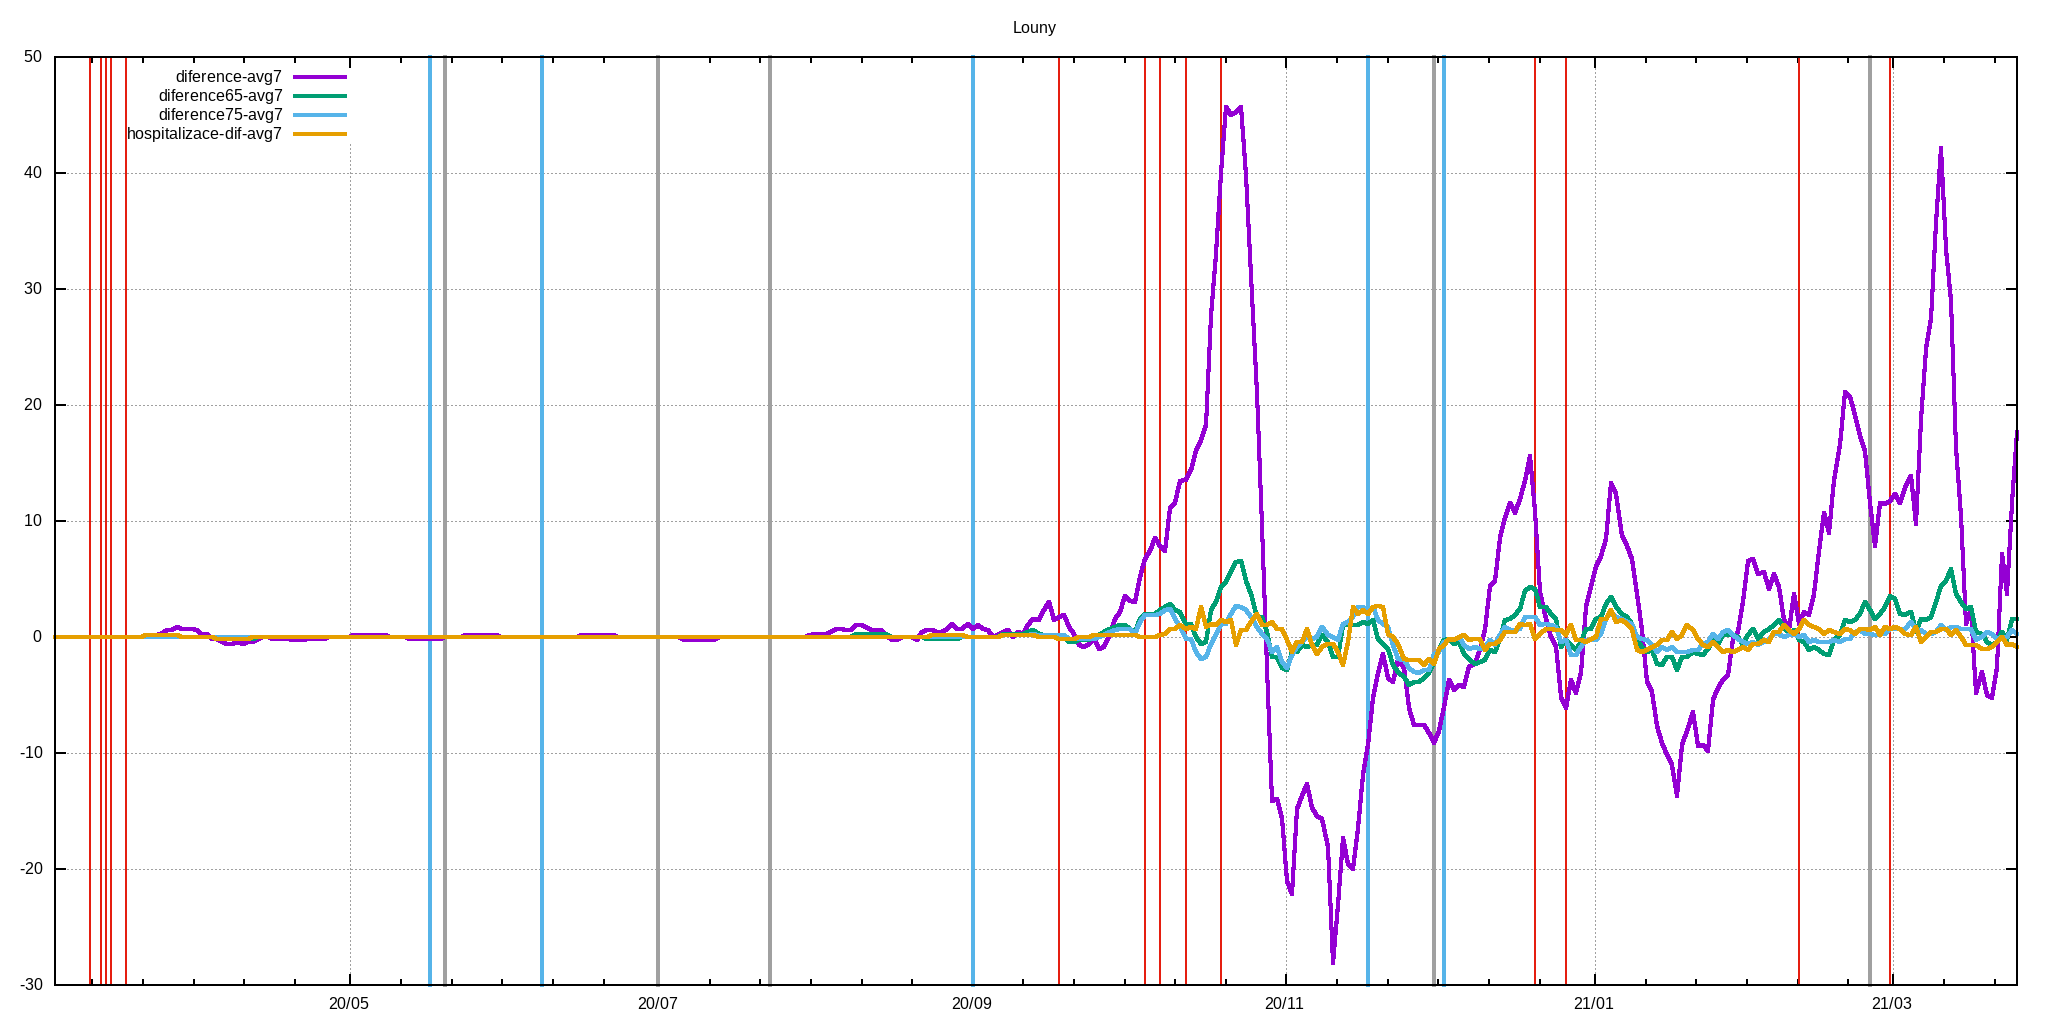 Louny
50
40
30
20
10
0
-10
-20
-30
diference-avg7
diference65-avg7
diference75-avg7
hospitalizace-dif-avg7
20/05 20/07 20/09 20/11 21/01 21/03